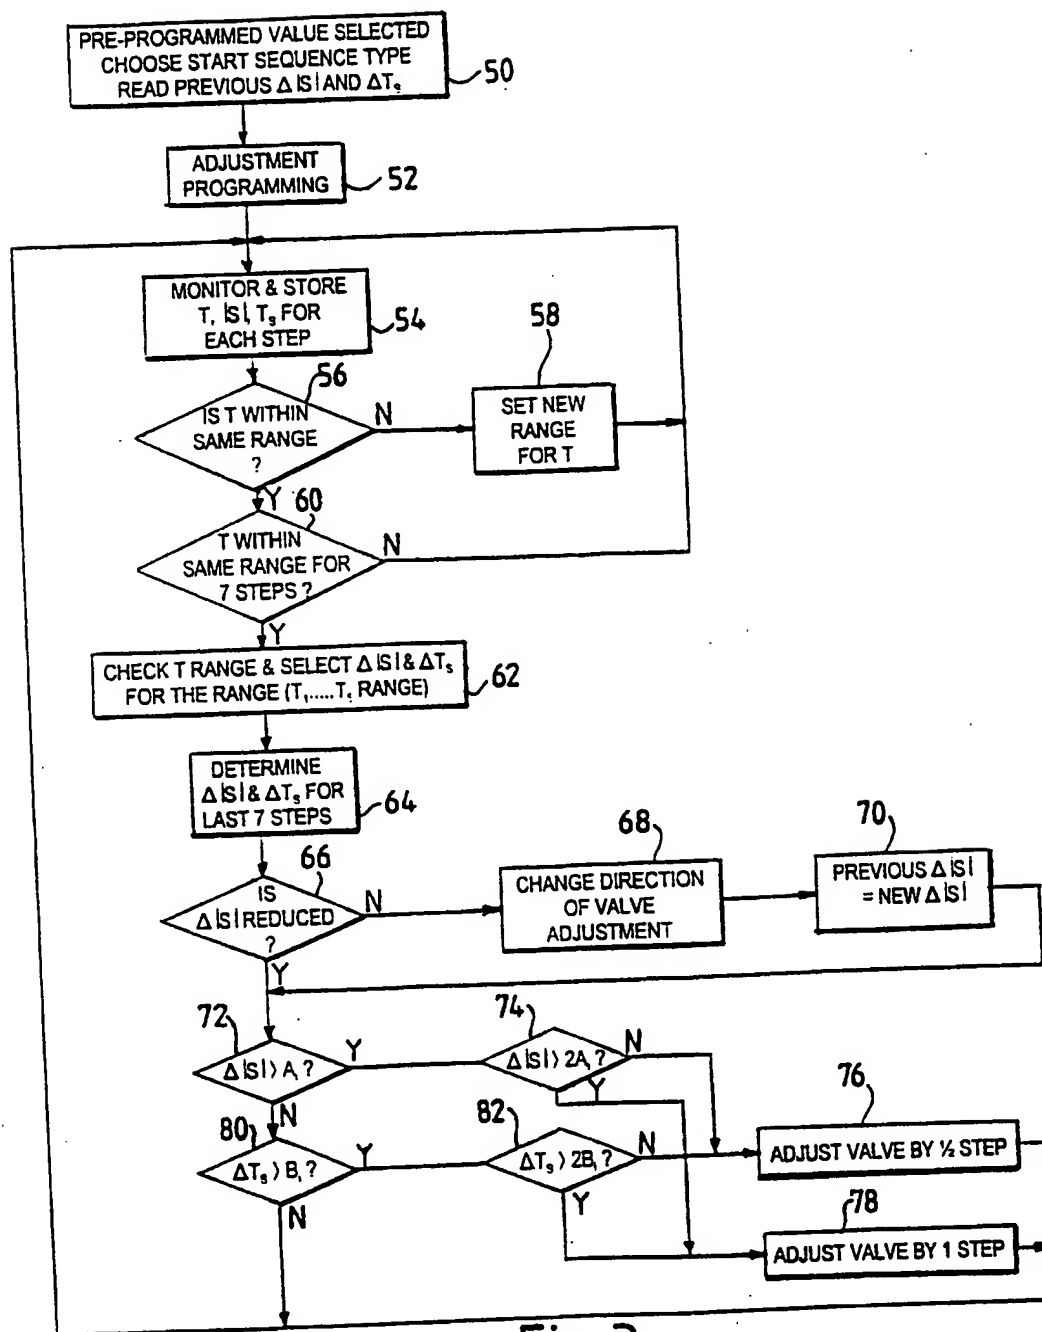 PRE-PROGRAMMED VALUE SELECTED
CHOOSE START SEQUENCE TYPE
READ PREVIOUS Δ|S| AND ΔTₛ
50
ADJUSTMENT
PROGRAMMING
52
MONITOR & STORE
T, |S|, Tₛ FOR
EACH STEP
54
56
IS T WITHIN
SAME RANGE
?
N
58
SET NEW
RANGE
FOR T
Y
60
T WITHIN
SAME RANGE FOR
7 STEPS ?
N
Y
CHECK T RANGE & SELECT Δ|S| & ΔTₛ
FOR THE RANGE (T₁.....Tₛ RANGE)
62
DETERMINE
Δ|S| & ΔTₛ FOR
LAST 7 STEPS
64
66
IS
Δ|S| REDUCED
?
N
68
CHANGE DIRECTION
OF VALVE
ADJUSTMENT
70
PREVIOUS Δ|S|
= NEW Δ|S|
Y
72
Δ|S| > A₁ ?
Y
74
Δ|S| > 2A₁ ?
N
Y
76
ADJUST VALVE BY ½ STEP
N
80
ΔTₛ > B₁ ?
Y
82
ΔTₛ > 2B₁ ?
N
Y
78
ADJUST VALVE BY 1 STEP
N